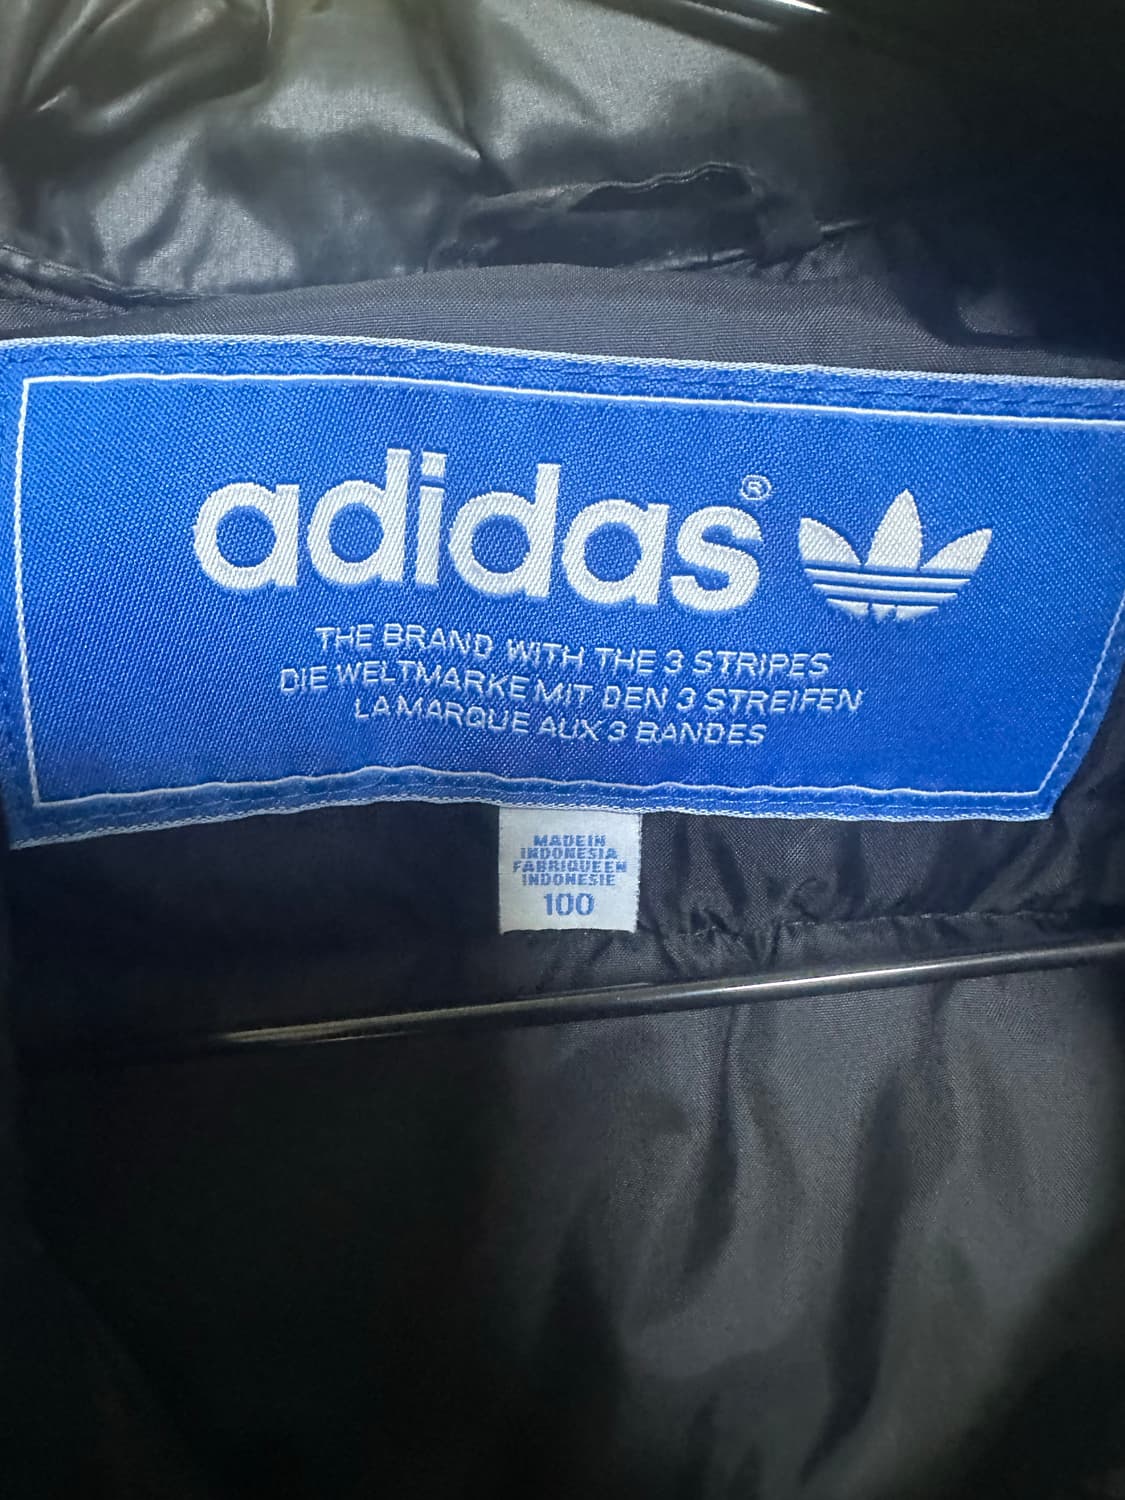 adidas®
THE BRAND WITH THE 3 STRIPES
DIE WELTMARKE MIT DEN 3 STREIFEN
LA MARQUE AUX 3 BANDES
MADE IN
INDONESIA
FABRIQUE EN
INDONESIE
100